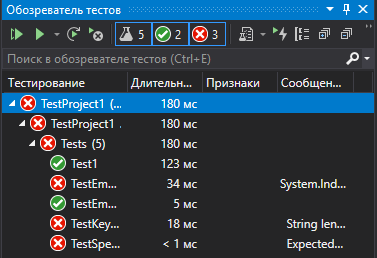 Обозреватель тестов
5 2 3
Поиск в обозревателе тестов (Ctrl+E)
Тестирование Длительн... Признаки Сообщен...
TestProject1 (... 180 мс
TestProject1 . 180 мс
Tests (5) 180 мс
Test1 123 мс
TestEm... 34 мс System.Ind...
TestEm... 5 мс
TestKey... 18 мс String len...
TestSpe... < 1 мс Expected...